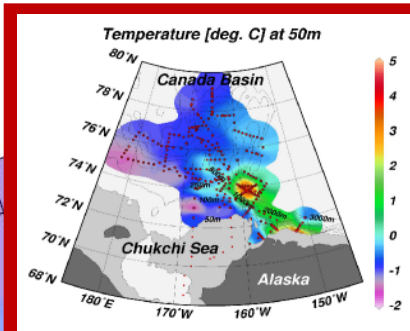 Temperature [deg. C] at 50m
80°N
78°N
76°N
74°N
72°N
70°N
68°N
Canada Basin
100m
50m
3000m
Chukchi Sea
Alaska
180°E
170°W
160°W
150°W
5
4
3
2
1
0
-1
-2